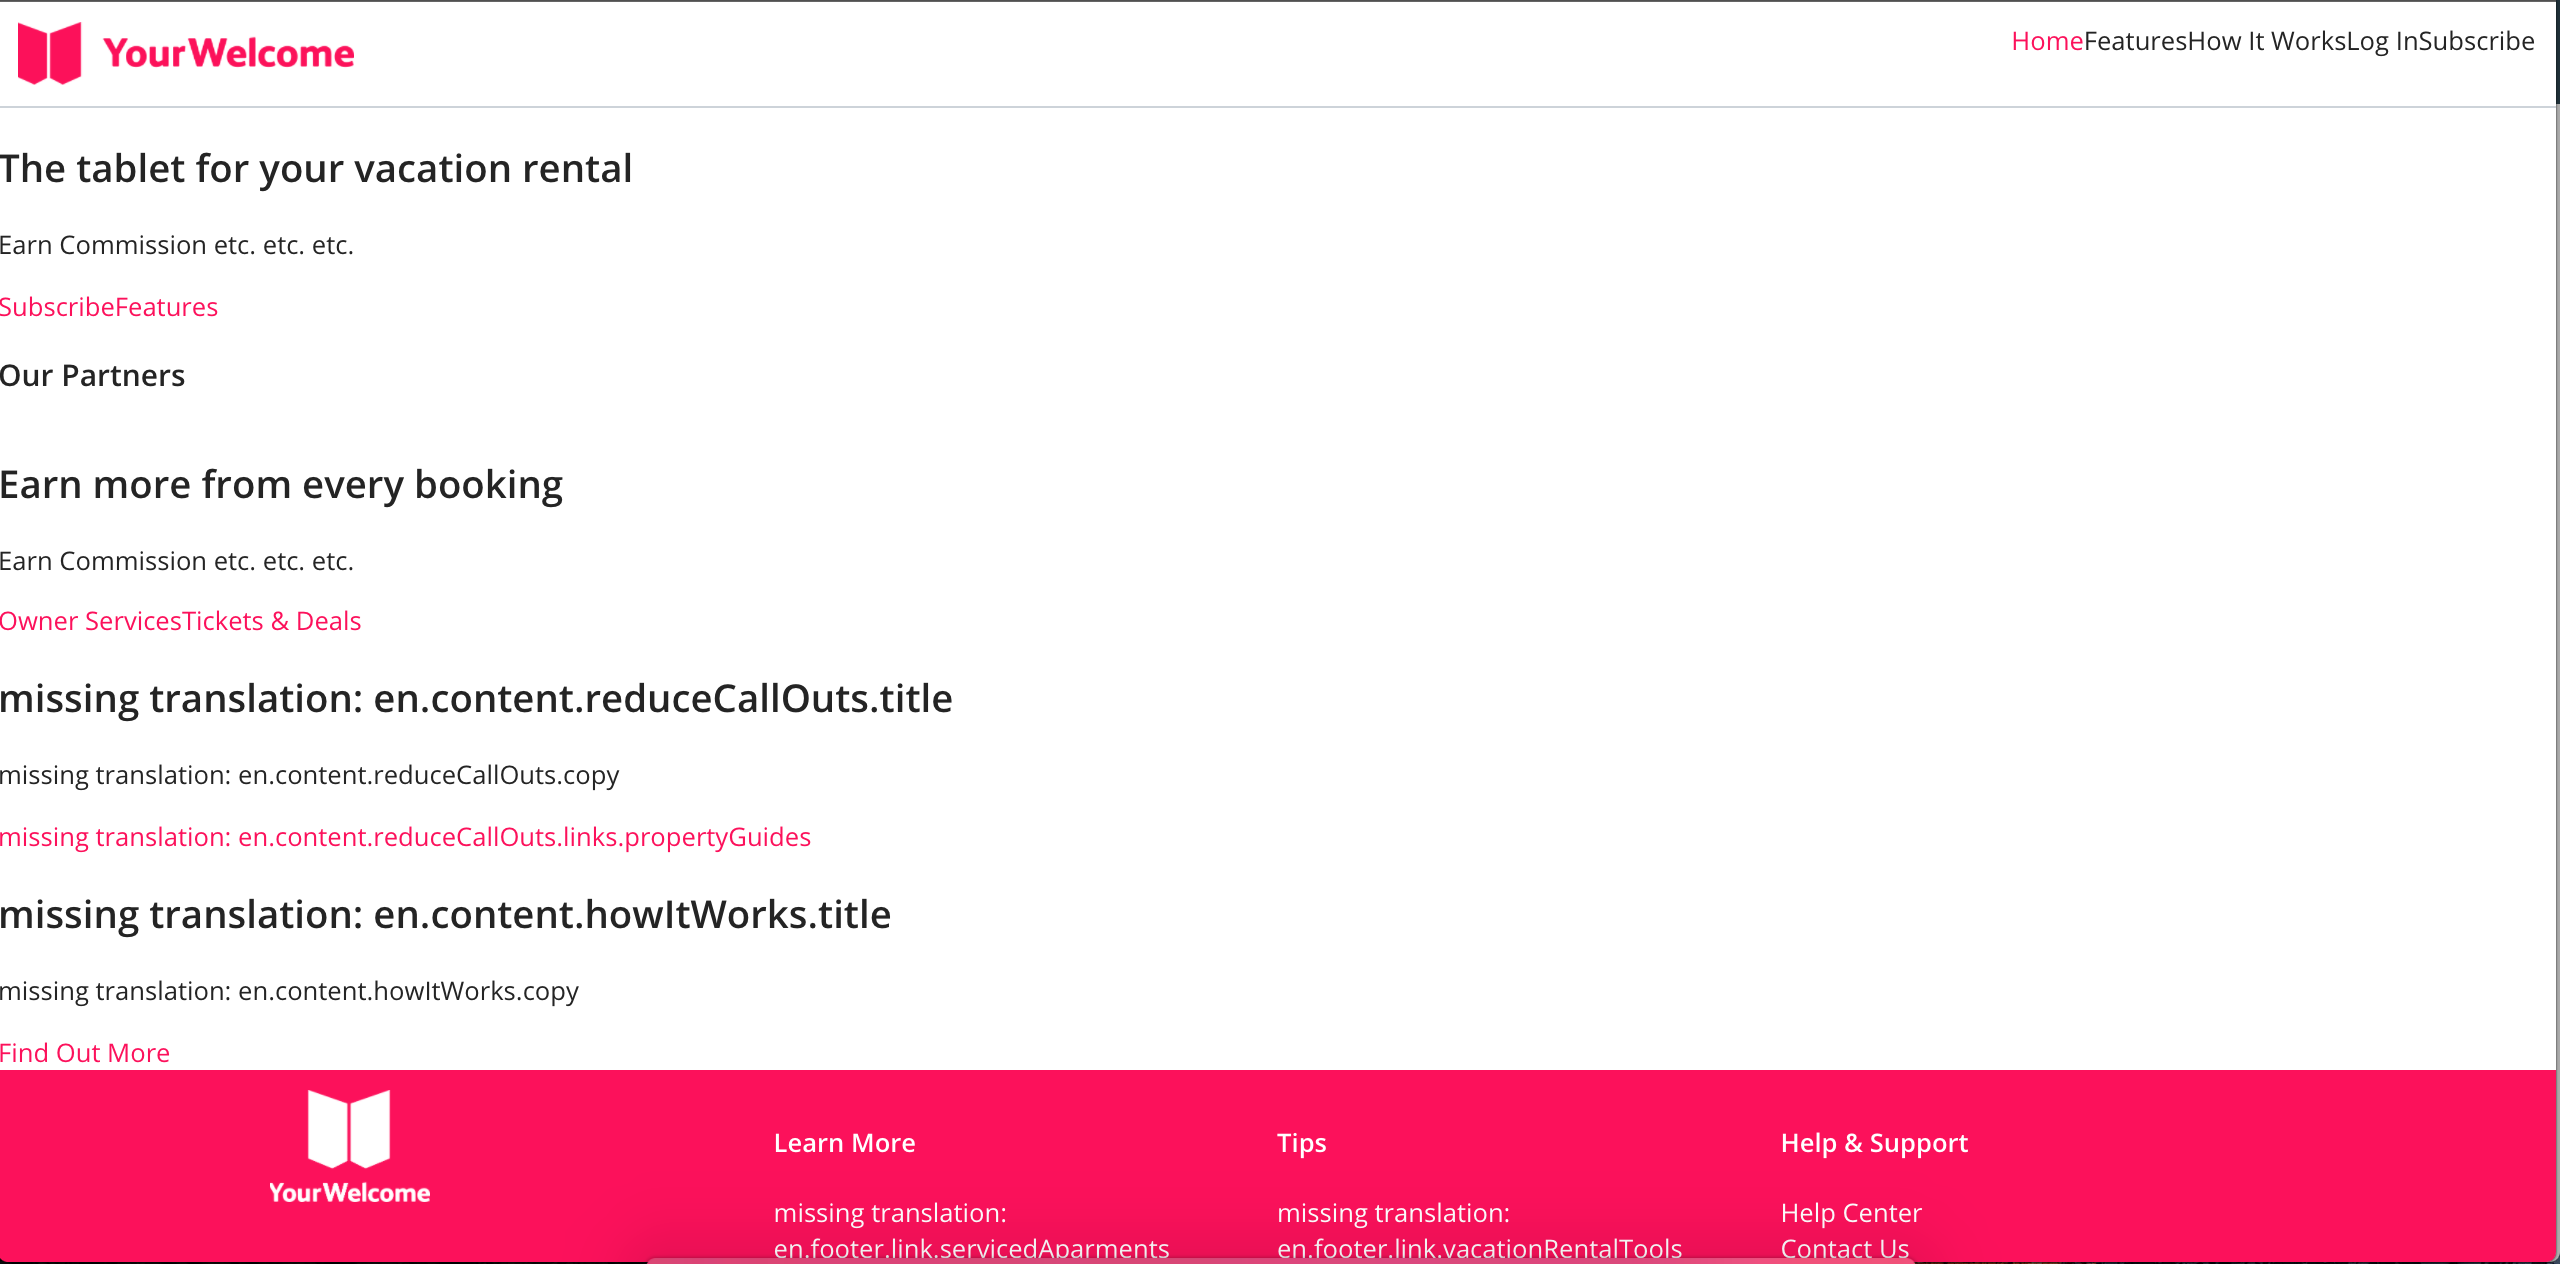 YourWelcome
HomeFeaturesHow It WorksLog InSubscribe
The tablet for your vacation rental
Earn Commission etc. etc. etc.
SubscribeFeatures
Our Partners
Earn more from every booking
Earn Commission etc. etc. etc.
Owner ServicesTickets & Deals
missing translation: en.content.reduceCallOuts.title
missing translation: en.content.reduceCallOuts.copy
missing translation: en.content.reduceCallOuts.links.propertyGuides
missing translation: en.content.howItWorks.title
missing translation: en.content.howItWorks.copy
Find Out More
YourWelcome
Learn More
missing translation:
en.footer.link.servicedAparments
Tips
missing translation:
en.footer.link.vacationRentalTools
Help & Support
Help Center
Contact Us